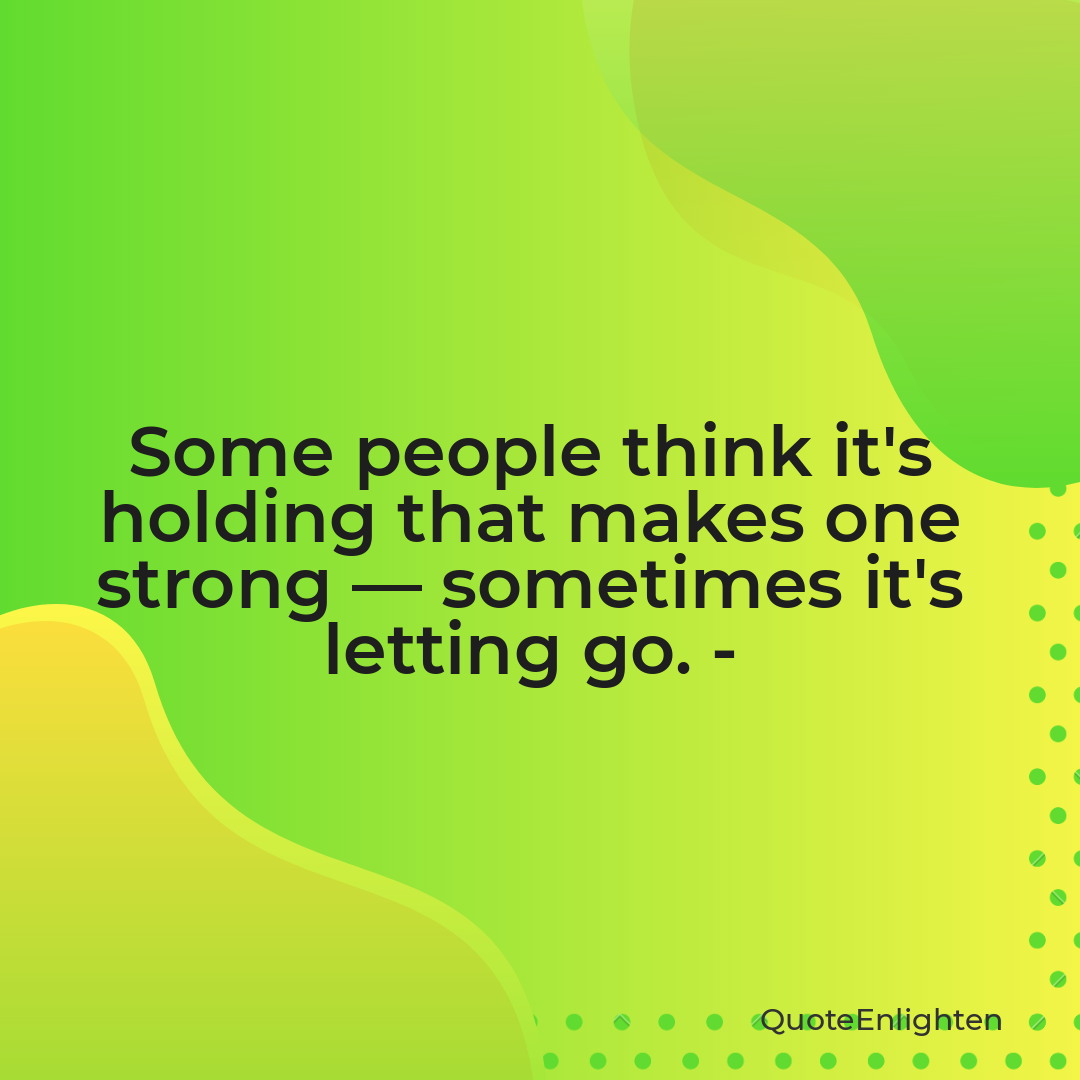 Some people think it's
holding that makes one
strong — sometimes it's
letting go. -
QuoteEnlighten